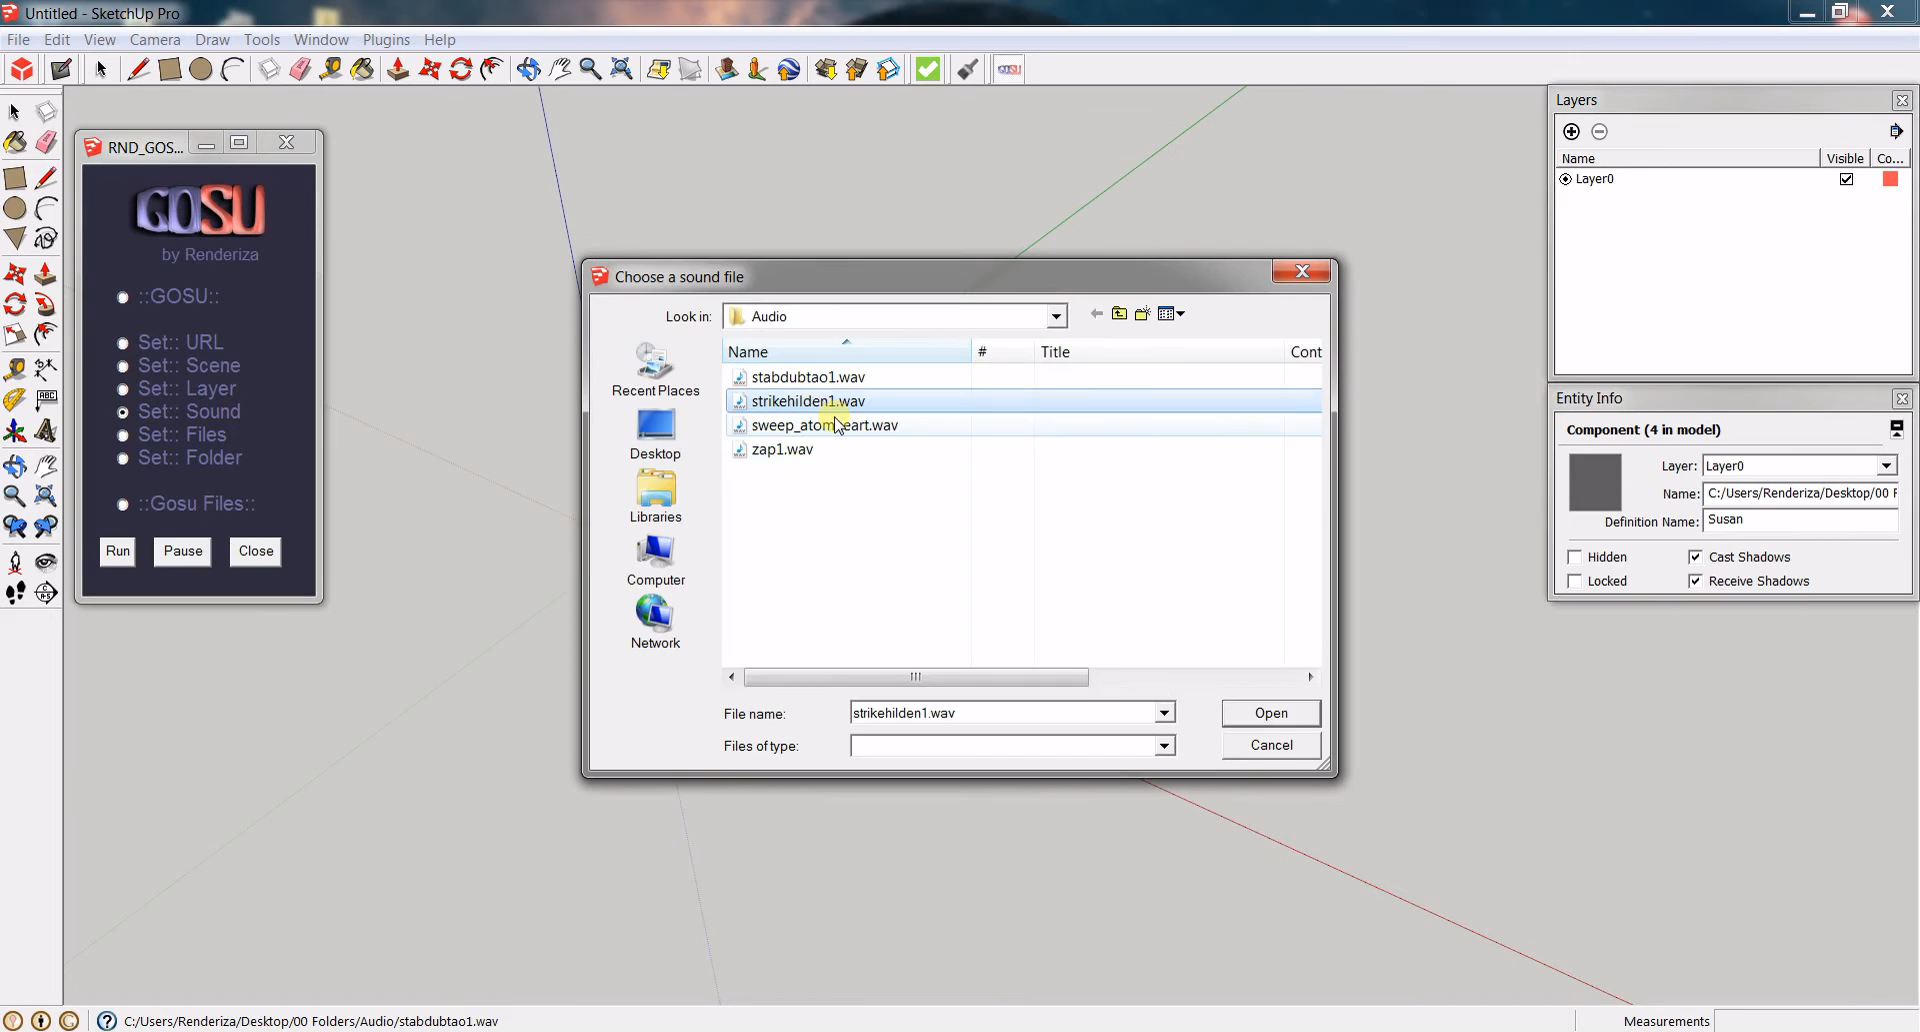 Untitled - SketchUp Pro
File Edit View Camera Draw Tools Window Plugins Help
GOSU
RND_GOS...
GOSU
by Renderiza
::GOSU::
Set:: URL
Set:: Scene
Set:: Layer
Set:: Sound
Set:: Files
Set:: Folder
::Gosu Files::
Run Pause Close
ABC
Choose a sound file
Look in: Audio
Recent Places
Desktop
Libraries
Computer
Network
Name # Title Cont
stabdubtao1.wav
strikehilden1.wav
zap1.wav
File name: strikehilden1.wav Open
Files of type: Cancel
Layers
Name Visible Co...
Layer0
Entity Info
Component (4 in model)
Layer: Layer0
Name: C:/Users/Renderiza/Desktop/00 F
Definition Name: Susan
Hidden Cast Shadows
Locked Receive Shadows
C:/Users/Renderiza/Desktop/00 Folders/Audio/stabdubtao1.wav
Measurements